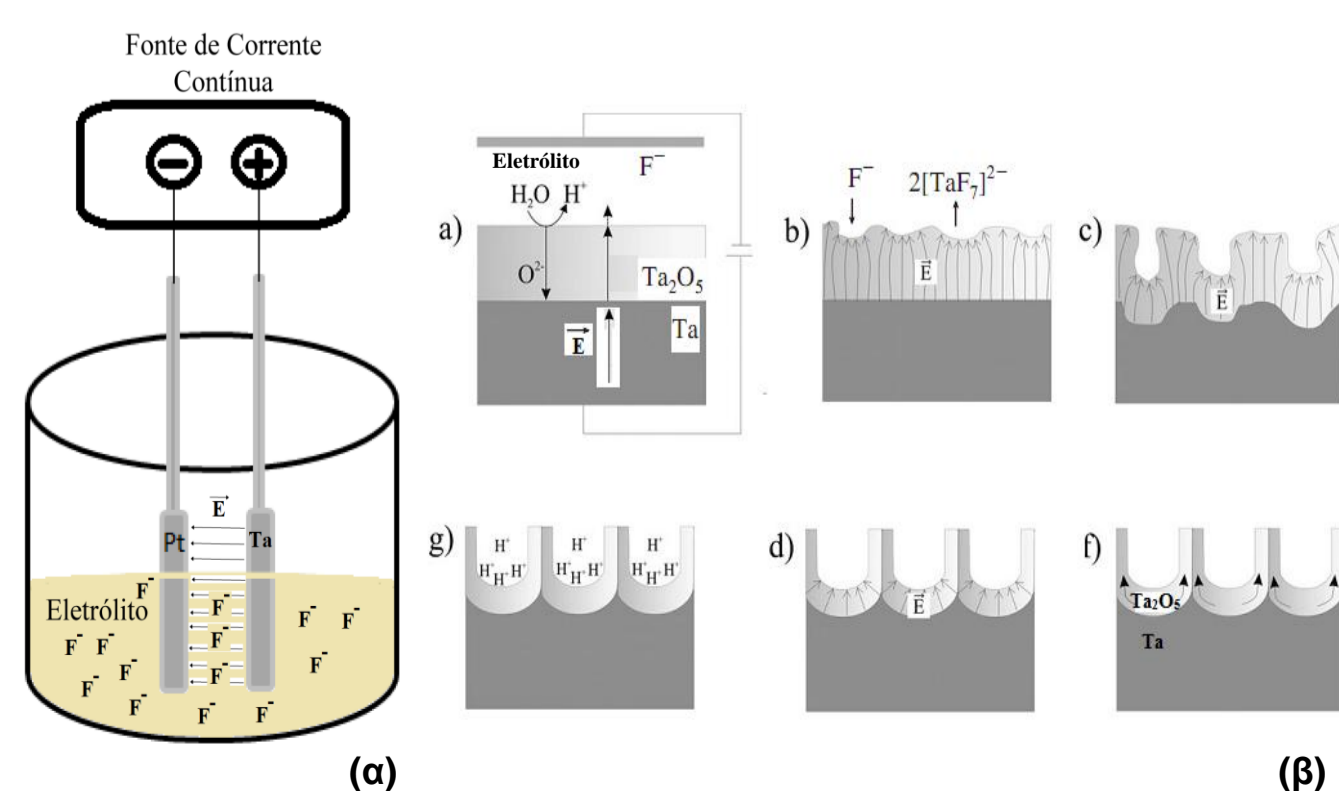 Fonte de Corrente
Contínua
− +
E
Pt Ta
Eletrólito
F⁻
F⁻
F⁻
F⁻
F⁻
F⁻
F⁻
F⁻ F⁻
F⁻
F⁻
F⁻
F⁻
F⁻
F⁻
(α)
a)
Eletrólito F⁻
H₂O H⁺
O²⁻
Ta₂O₅
Ta
E
b)
F⁻ 2[TaF₇]²⁻
E
c)
E
g)
H⁺ H⁺ H⁺
H⁺H⁺H⁺ H⁺H⁺H⁺ H⁺H⁺H⁺
d)
E
f)
Ta₂O₅
Ta
(β)